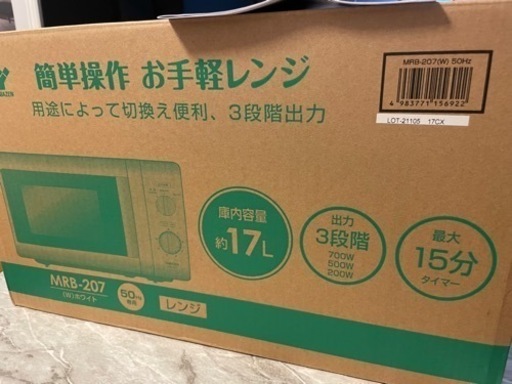 簡単操作 お手軽レンジ
用途によって切換え便利、3段階出力
MRB-207(W) 50Hz
4 983771 156922
LOT-21105 17CX
庫内容量
約17L
出力
3段階
700W
500W
200W
最大
15分
タイマー
MRB-207
(W)ホワイト
50Hz
専用
レンジ